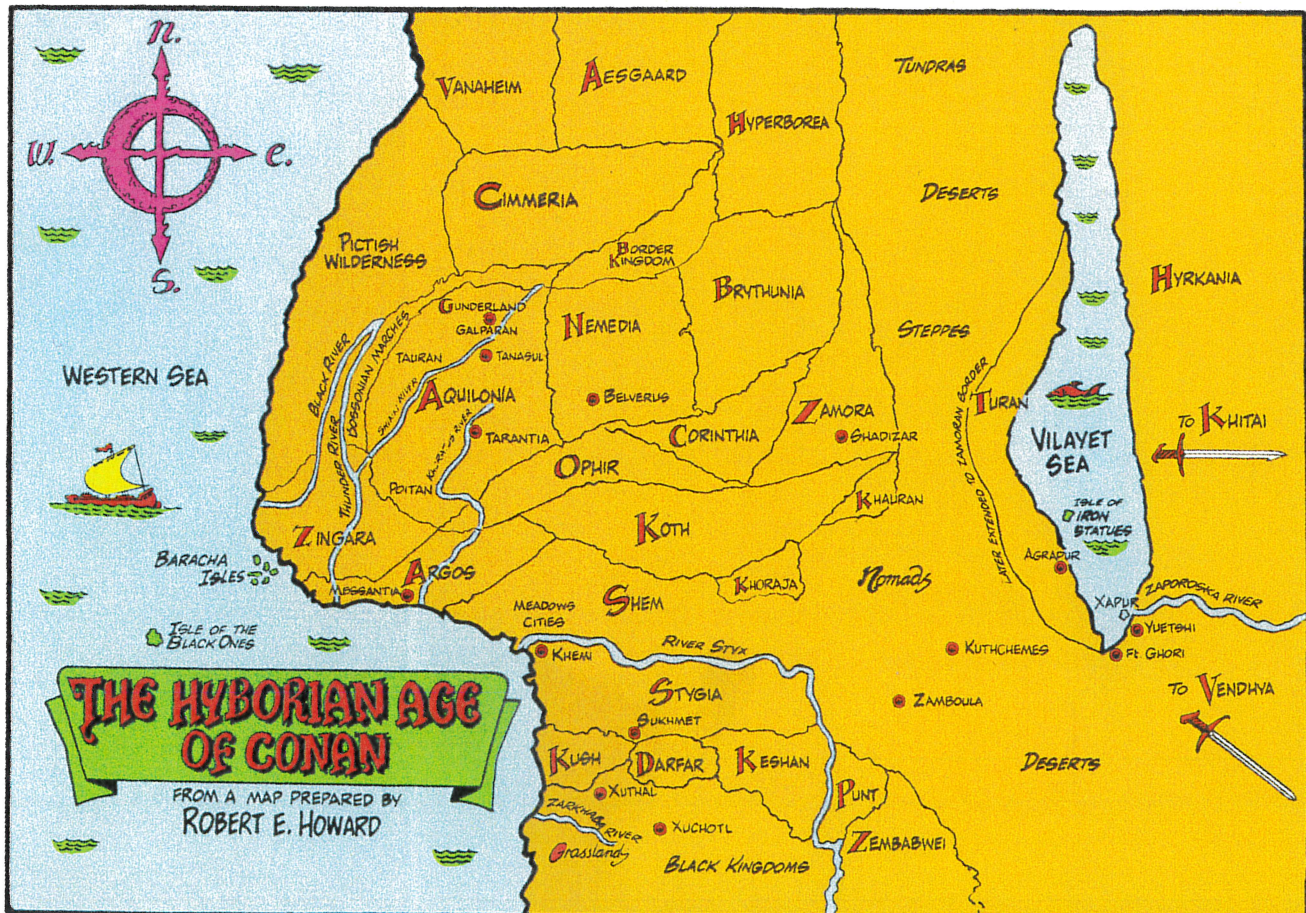 N.
W.
E.
S.
VANAHEIM
AESGAARD
HYPERBOREA
TUNDRAS
CIMMERIA
DESERTS
PICTISH
WILDERNESS
BORDER
KINGDOM
HYRKANIA
BRYTHUNIA
GUNDERLAND
GALPARAN
NEMEDIA
STEPPES
BLACK RIVER
BOSSONIAN MARCHES
TAURAN
TANASUL
WESTERN SEA
THUNDER RIVER
SHIRKI RIVER
AQUILONIA
BELVERUS
LATER EXTENDED TO ZAMORAN BORDER
TURAN
ZAMORA
TO KHITAI
KHOROTAS RIVER
TARANTIA
CORINTHIA
SHADIZAR
VILAYET
SEA
OPHIR
POITAN
KHAURAN
ISLE OF
IRON
STATUES
ZINGARA
KOTH
BARACHA
ISLES
ARGOS
AGRAPUR
KHORAJA
NOMADS
MESSANTIA
SHEM
XAPUR
ZAPOROSKA RIVER
MEADOWS
CITIES
YUETSHI
ISLE OF THE
BLACK ONES
RIVER STYX
KHEMI
KUTHCHEMES
FT. GHORI
TO VENDHYA
STYGIA
ZAMBOULA
THE HYBORIAN AGE
OF CONAN
SUKHMET
KUSH
DARFAR
KESHAN
DESERTS
PUNT
FROM A MAP PREPARED BY
ROBERT E. HOWARD
XUTHAL
ZARKHEBA RIVER
XUCHOTL
ZEMBABWEI
GRASSLANDS
BLACK KINGDOMS